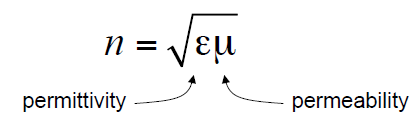 n = √εμ
permittivity permeability